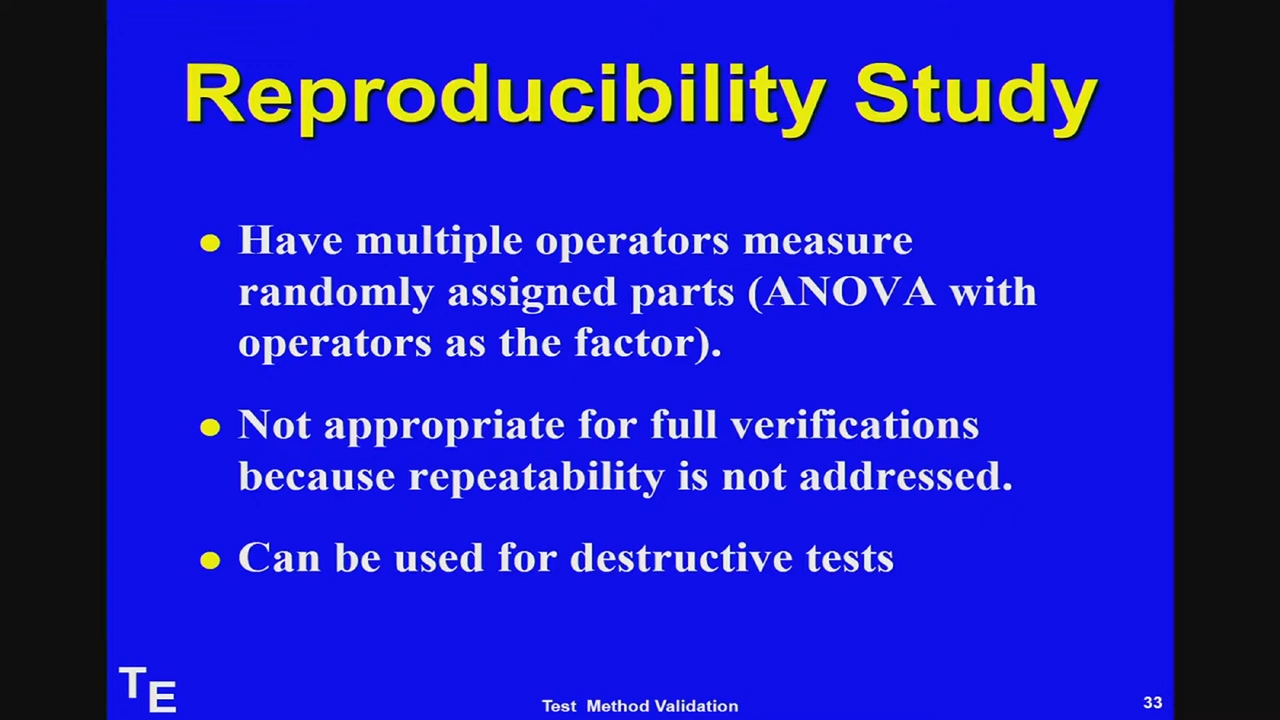 Reproducibility Study
● Have multiple operators measure
randomly assigned parts (ANOVA with
operators as the factor).
● Not appropriate for full verifications
because repeatability is not addressed.
● Can be used for destructive tests
TE
Test Method Validation
33